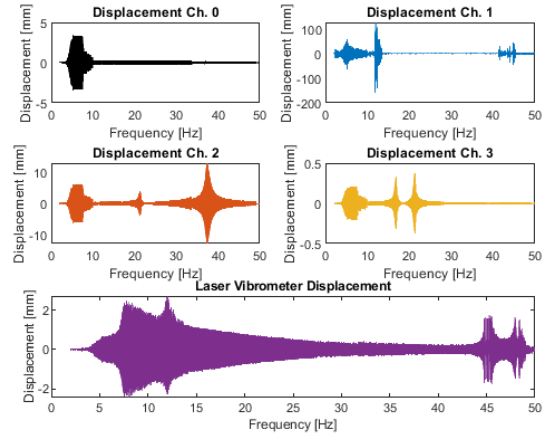 Displacement Ch. 0
Displacement [mm]
5
0
-5
0 10 20 30 40 50
Frequency [Hz]
Displacement Ch. 1
Displacement [mm]
100
0
-100
-200
0 10 20 30 40 50
Frequency [Hz]
Displacement Ch. 2
Displacement [mm]
10
0
-10
0 10 20 30 40 50
Frequency [Hz]
Displacement Ch. 3
Displacement [mm]
0.5
0
-0.5
0 10 20 30 40 50
Frequency [Hz]
Laser Vibrometer Displacement
Displacement [mm]
2
0
-2
0 5 10 15 20 25 30 35 40 45 50
Frequency [Hz]